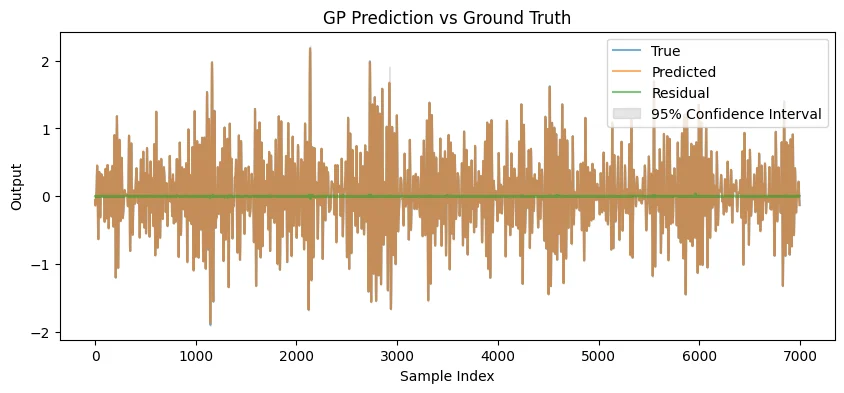 GP Prediction vs Ground Truth
True
Predicted
Residual
95% Confidence Interval
Output
2
1
0
−1
−2
0 1000 2000 3000 4000 5000 6000 7000
Sample Index